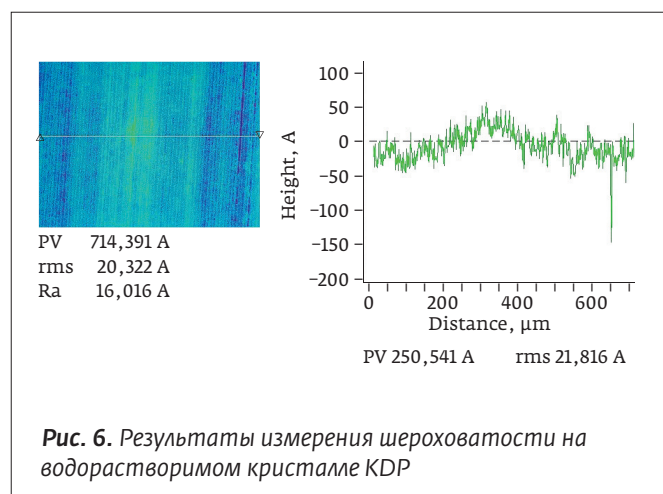 PV 714,391 A
rms 20,322 A
Ra 16,016 A
Height, A
100
50
0
−50
−100
−150
−200
0 200 400 600
Distance, µm
PV 250,541 A rms 21,816 A
Рис. 6. Результаты измерения шероховатости на
водорастворимом кристалле KDP